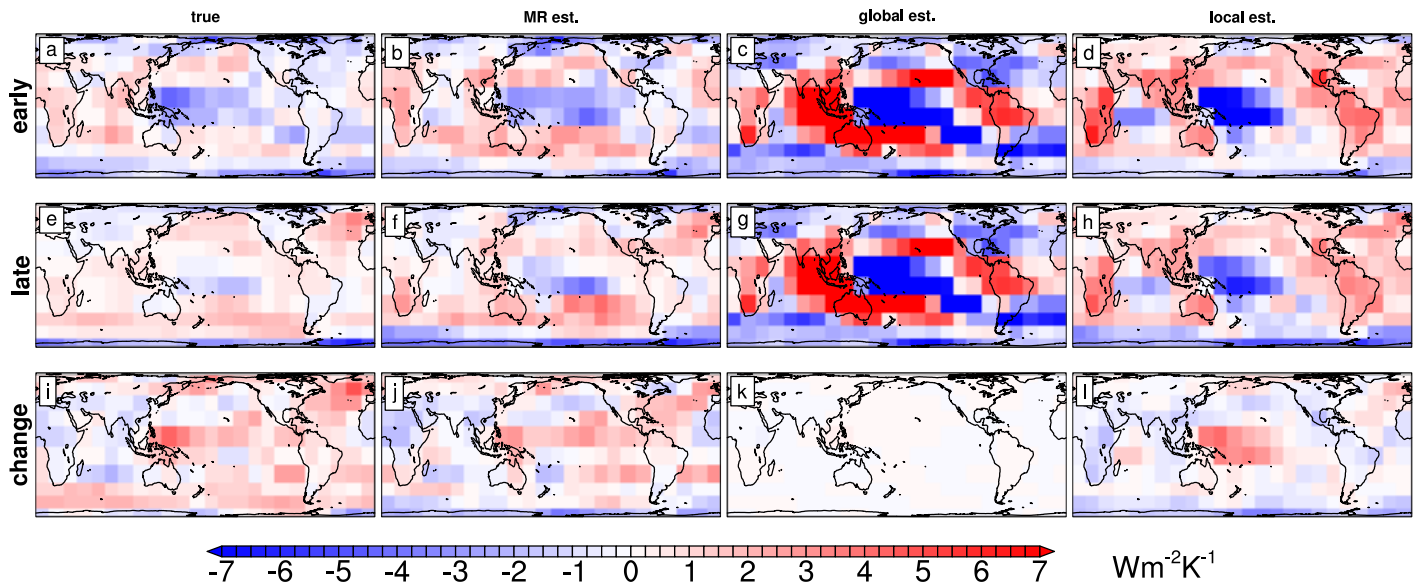 true MR est. global est. local est.
early
a b c d
late
e f g h
change
i j k l
-7 -6 -5 -4 -3 -2 -1 0 1 2 3 4 5 6 7 Wm⁻²K⁻¹